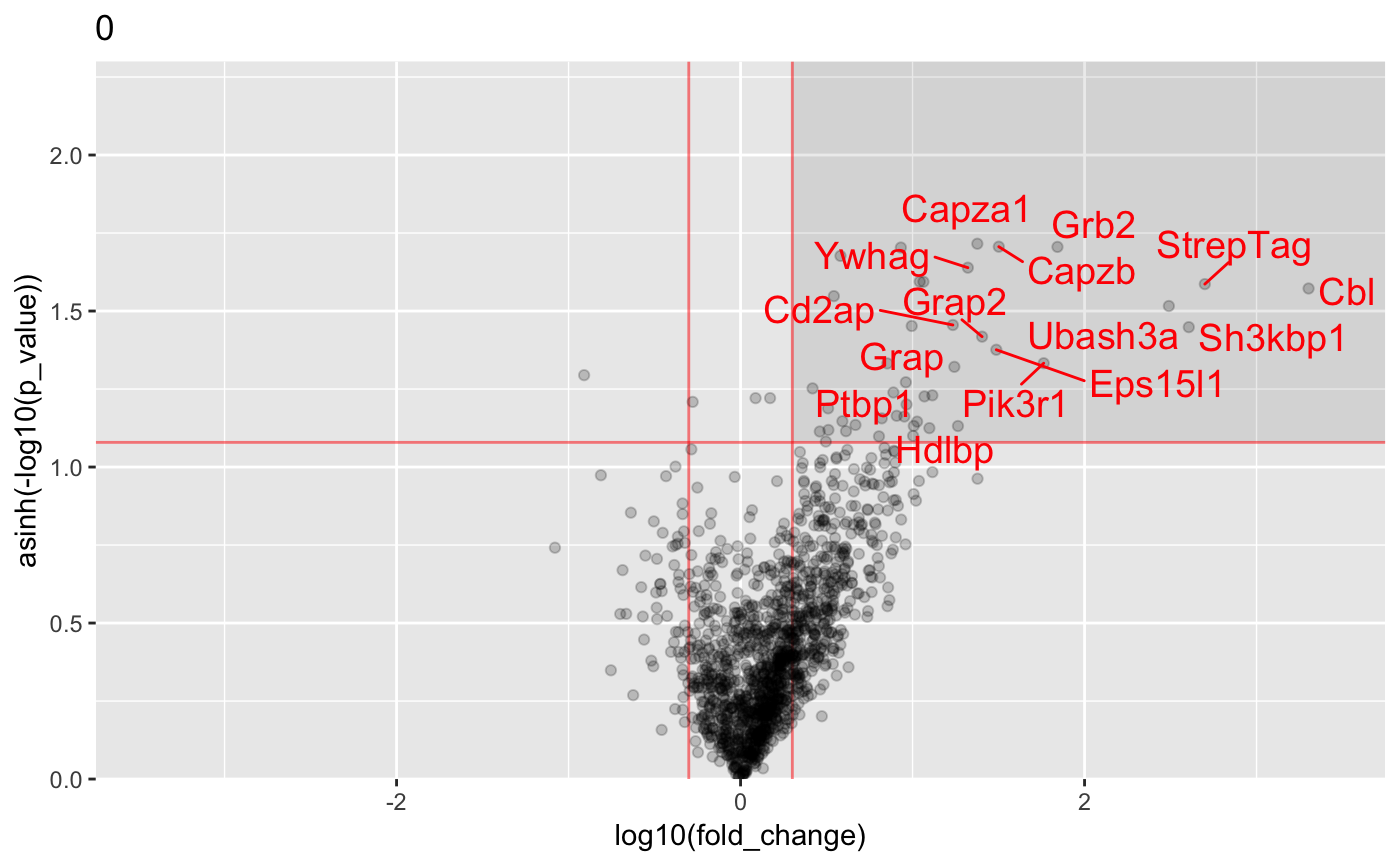 0
asinh(-log10(p_value))
2.0
1.5
1.0
0.5
0.0
Capza1
Grb2
StrepTag
Ywhag
Capzb
Cbl
Grap2
Cd2ap
Ubash3a
Sh3kbp1
Grap
Eps15l1
Ptbp1
Pik3r1
Hdlbp
-2
0
2
log10(fold_change)